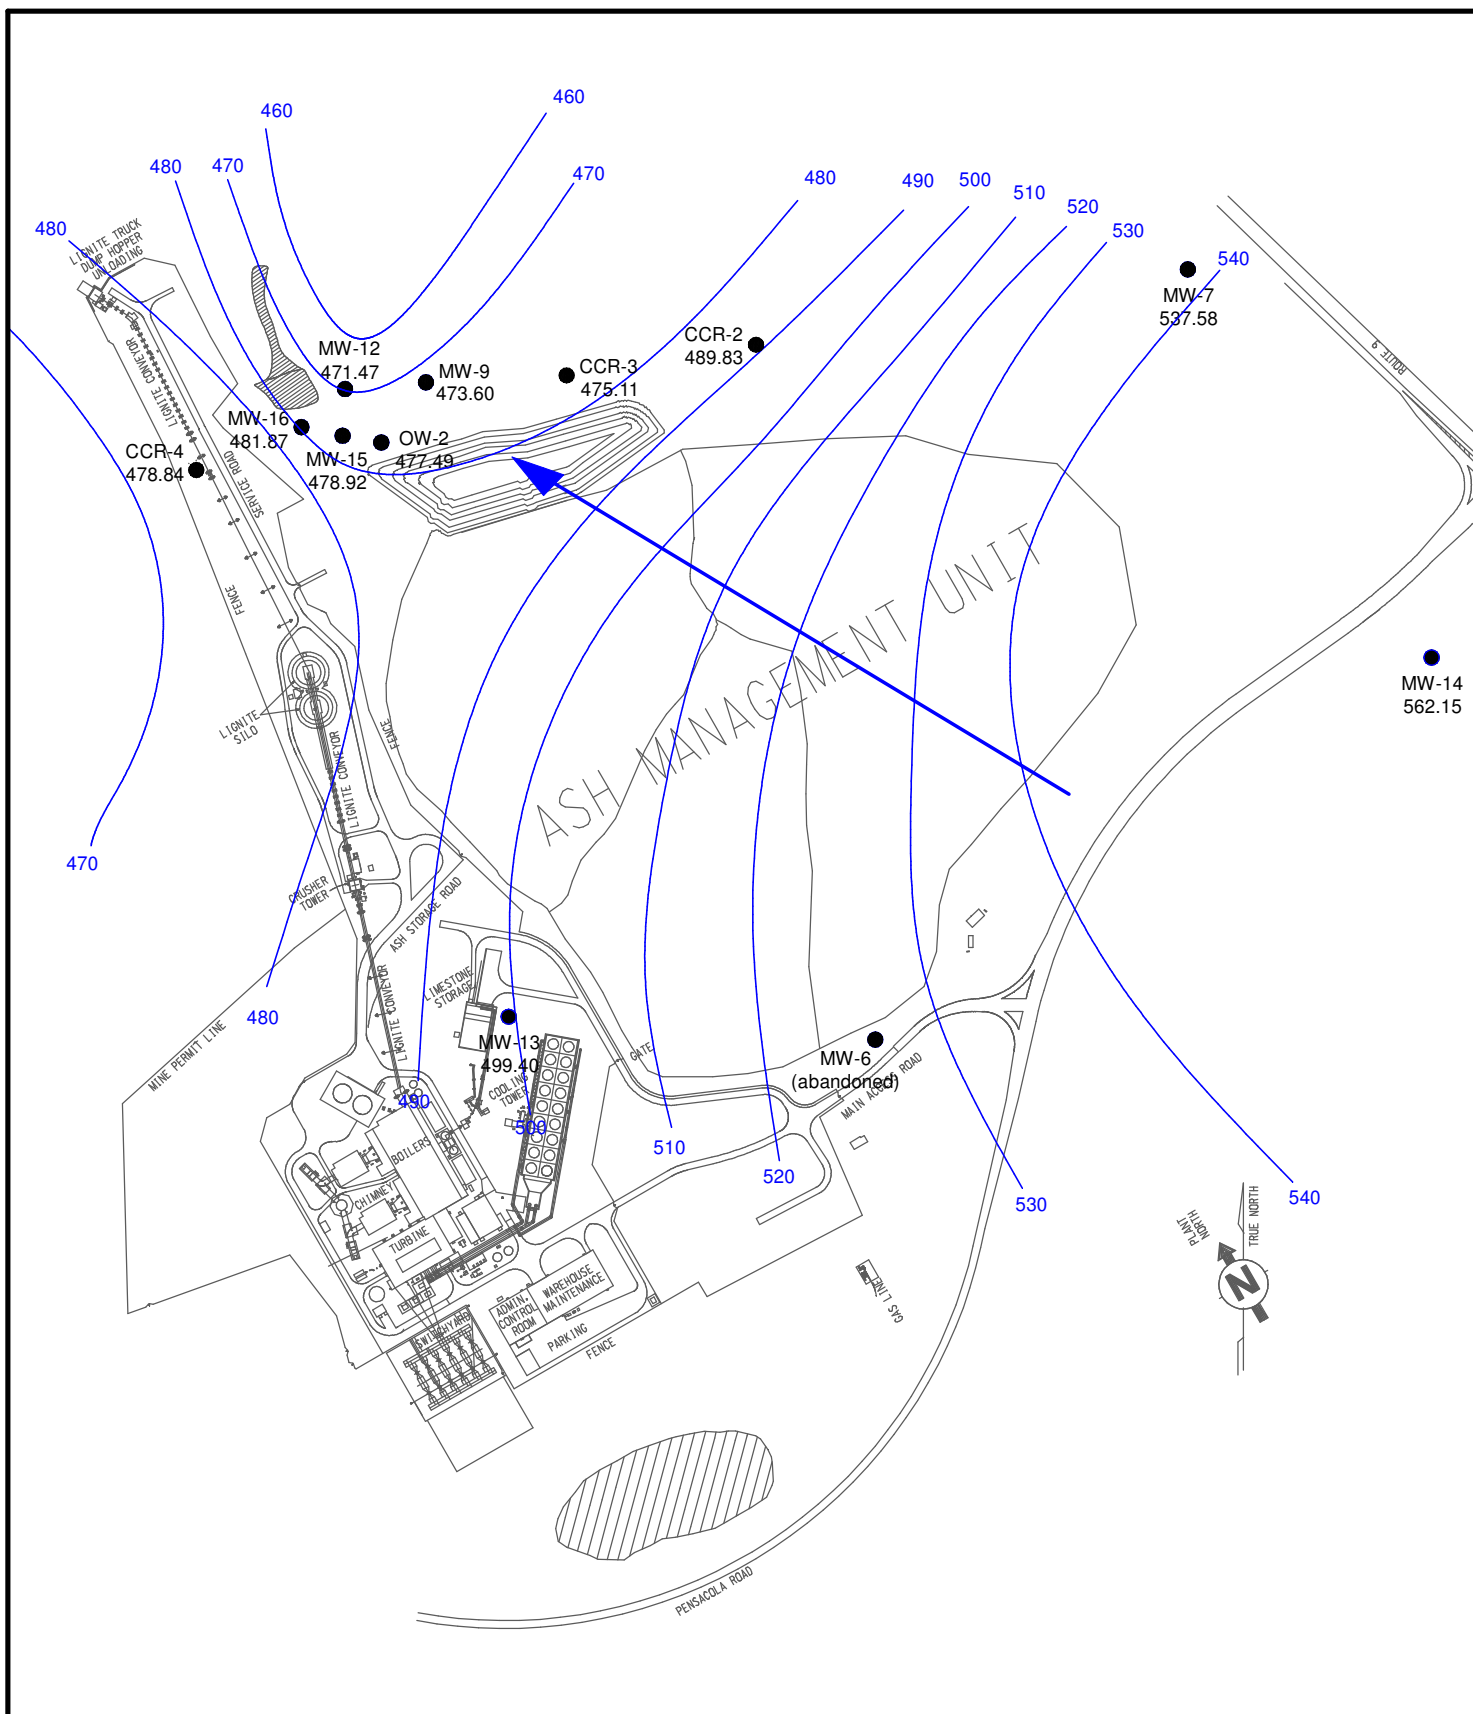 460
460
480
470
470
480
490
500
510
520
530
540
480
LIGNITE TRUCK
DUMP HOPPER
UNLOADING
MW-7
537.58
ROUTE 9
CCR-2
489.83
MW-12
471.47
MW-9
473.60
CCR-3
475.11
LIGNITE CONVEYOR
MW-16
481.87
OW-2
477.49
MW-15
478.92
CCR-4
478.84
SERVICE ROAD
FENCE
ASH MANAGEMENT UNIT
MW-14
562.15
LIGNITE
SILO
FENCE
LIGNITE CONVEYOR
470
CRUSHER
TOWER
ASH STORAGE ROAD
LIMESTONE
STORAGE
LIGNITE CONVEYOR
480
MINE PERMIT LINE
MW-13
499.40
GATE
MW-6
(abandoned)
MAIN ACCESS ROAD
COOLING
TOWER
490
500
510
520
530
540
BOILERS
CHIMNEY
TURBINE
PLANT
NORTH
TRUE NORTH
N
WAREHOUSE
MAINTENANCE
ADMIN.
CONTROL
ROOM
PARKING
FENCE
SWITCHYARD
GAS LINE
PENSACOLA ROAD